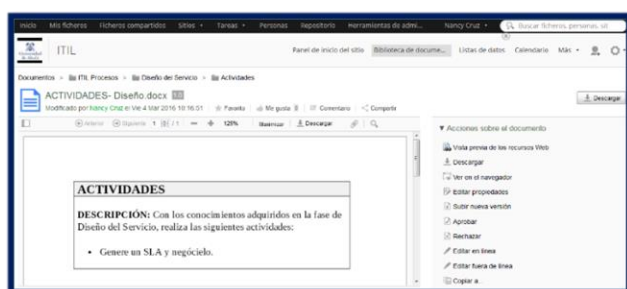 Inicio Mis ficheros Ficheros compartidos Sitios Tareas Personas Repositorio Herramientas de admi... Nancy Cruz Buscar ficheros, personas, sit
ITIL
Panel de inicio del sitio Biblioteca de docume... Listas de datos Calendario Más
Documentos > ITIL Procesos > Diseño del Servicio > Actividades
ACTIVIDADES- Diseño.docx
Modificado por Nancy Cruz el Vie 4 Mar 2016 10:16:51 Favorito Me gusta Comentario Compartir
Descargar
Anterior Siguiente 1 / 1 120% Maximizar Descargar
ACTIVIDADES
DESCRIPCIÓN: Con los conocimientos adquiridos en la fase de
Diseño del Servicio, realiza las siguientes actividades:
• Genere un SLA y negócielo.
Acciones sobre el documento
Vista previa de los recursos Web
Descargar
Ver en el navegador
Editar propiedades
Subir nueva versión
Aprobar
Rechazar
Editar en línea
Editar fuera de línea
Copiar a...